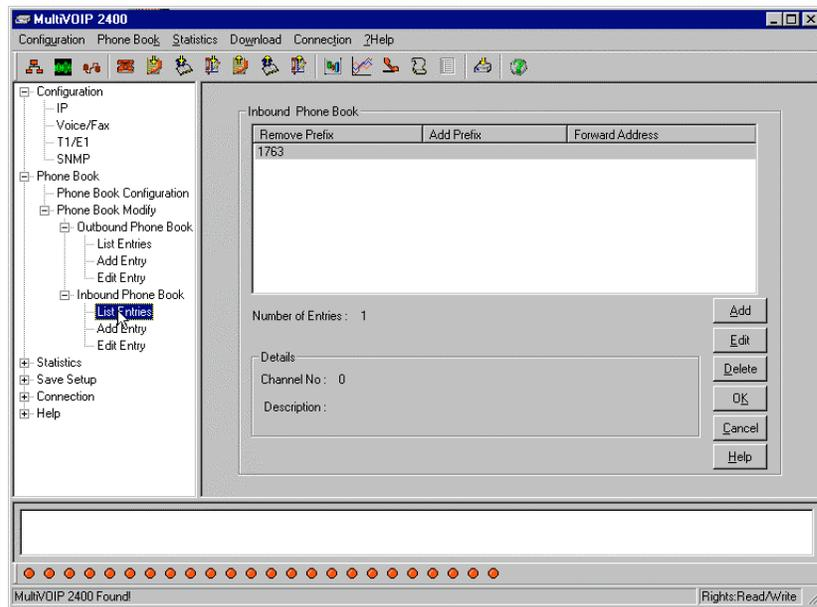 MultiVOIP 2400
Configuration Phone Book Statistics Download Connection ?Help
Configuration
IP
Voice/Fax
T1/E1
SNMP
Phone Book
Phone Book Configuration
Phone Book Modify
Outbound Phone Book
List Entries
Add Entry
Edit Entry
Inbound Phone Book
List Entries
Add Entry
Edit Entry
Statistics
Save Setup
Connection
Help
Inbound Phone Book
Remove Prefix Add Prefix Forward Address
1763
Number of Entries : 1
Details
Channel No : 0
Description :
Add
Edit
Delete
OK
Cancel
Help
MultiVOIP 2400 Found!
Rights:Read/Write